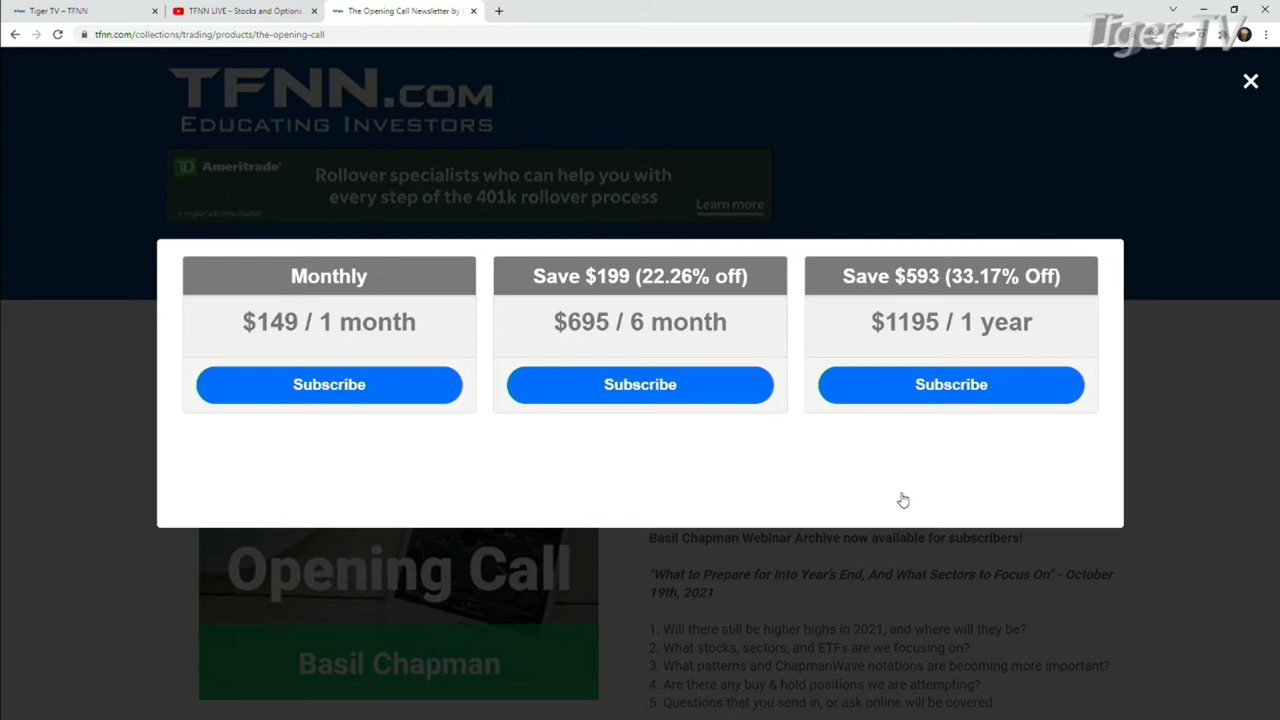 Tiger TV – TFNN
TFNN LIVE - Stocks and Options
The Opening Call Newsletter by
tfnn.com/collections/trading/products/the-opening-call
Tiger TV
TFNN.com
Educating Investors
TD Ameritrade
Rollover specialists who can help you with
every step of the 401k rollover process
Learn more
Monthly
$149 / 1 month
Subscribe
Save $199 (22.26% off)
$695 / 6 month
Subscribe
Save $593 (33.17% Off)
$1195 / 1 year
Subscribe
Opening Call
Basil Chapman
Basil Chapman Webinar Archive now available for subscribers!
"What to Prepare for Into Year's End, And What Sectors to Focus On" - October
19th, 2021
1. Will there still be higher highs in 2021, and where will they be?
2. What stocks, sectors, and ETFs are we focusing on?
3. What patterns and ChapmanWave notations are becoming more important?
4. Are there any buy & hold positions we are attempting?
5. Questions that you send in, or ask online will be covered